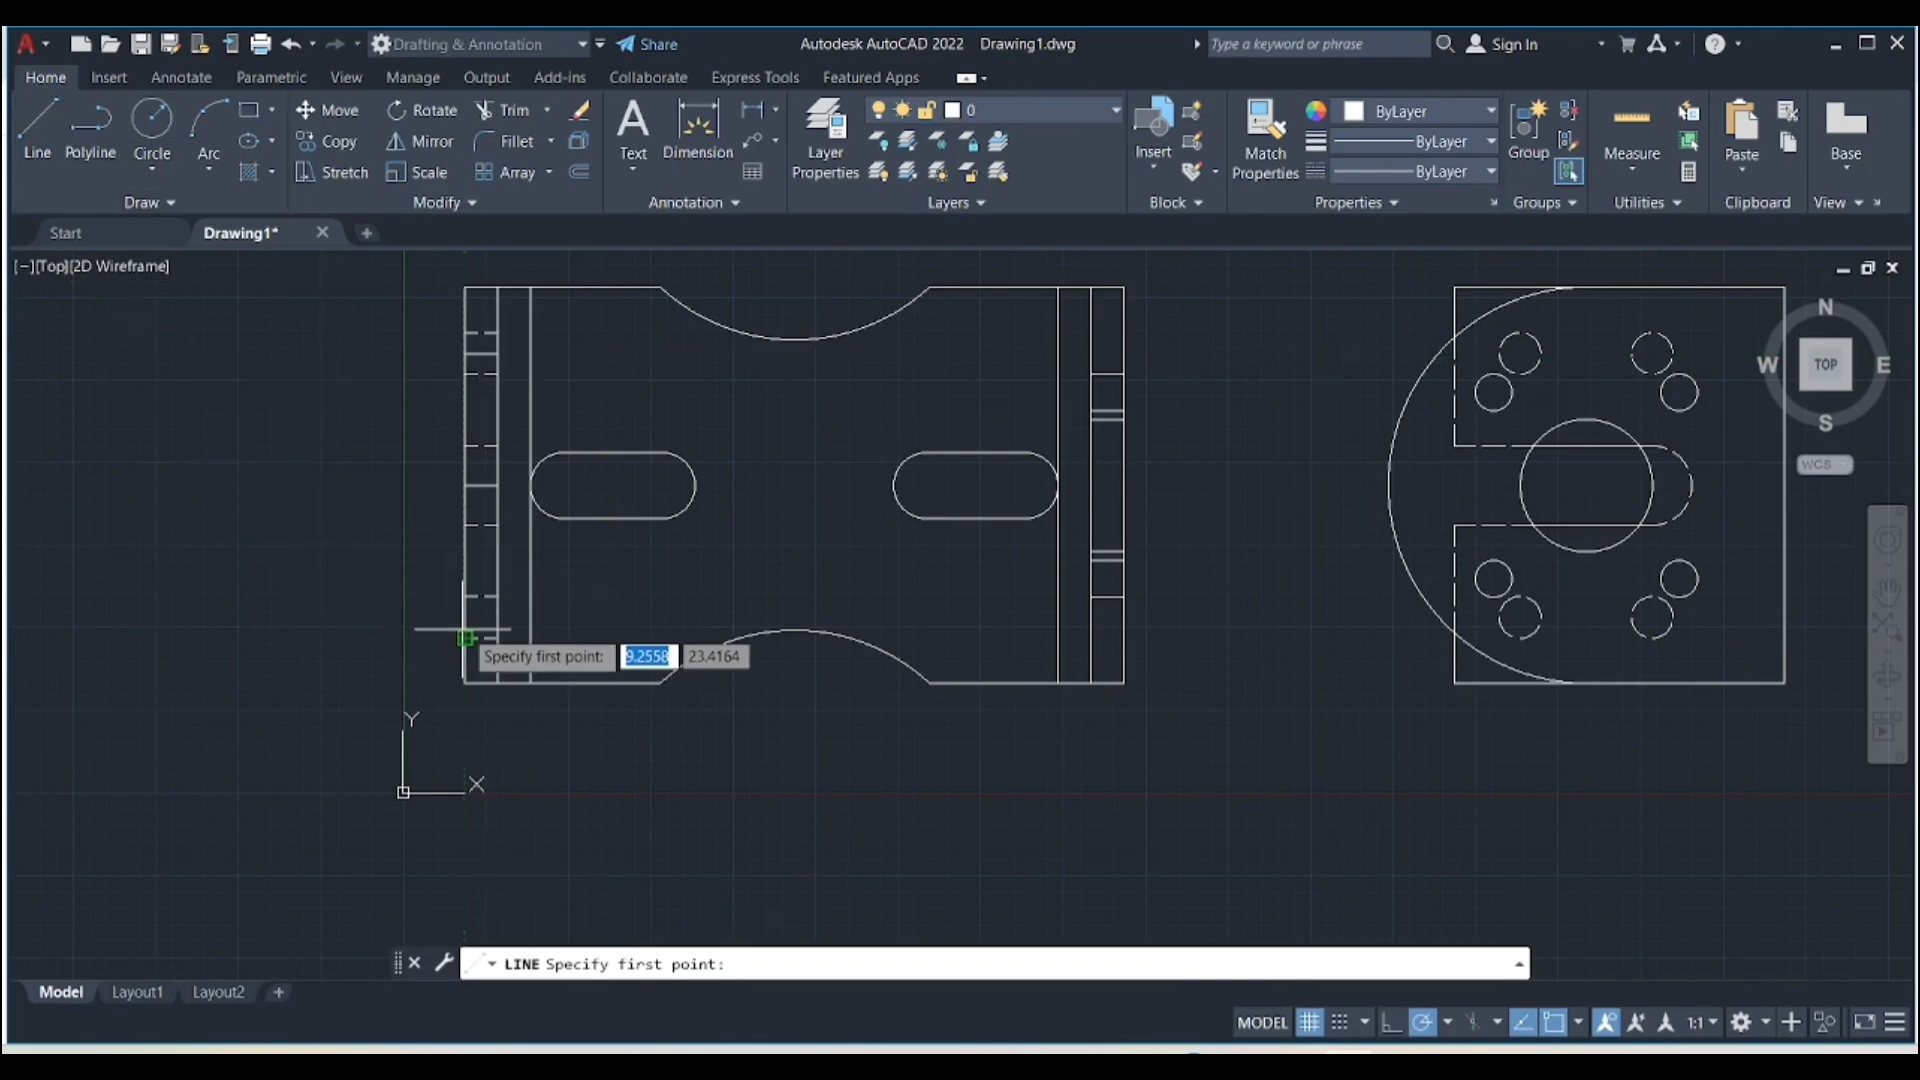 Drafting & Annotation
Share
Autodesk AutoCAD 2022 Drawing1.dwg
Type a keyword or phrase
Sign In
Home Insert Annotate Parametric View Manage Output Add-ins Collaborate Express Tools Featured Apps
Line Polyline Circle Arc
Draw
Move Rotate Trim
Copy Mirror Fillet
Stretch Scale Array
Modify
Text Dimension
Annotation
Layer Properties
0
Layers
Insert
Block
Match Properties
ByLayer
ByLayer
ByLayer
Properties
Group
Groups
Measure
Utilities
Paste
Clipboard
Base
View
Start Drawing1*
[−][Top][2D Wireframe]
N
W TOP E
S
WCS
Specify first point: 9.2558 23.4164
Y
X
LINE Specify first point:
Model Layout1 Layout2
MODEL 1:1